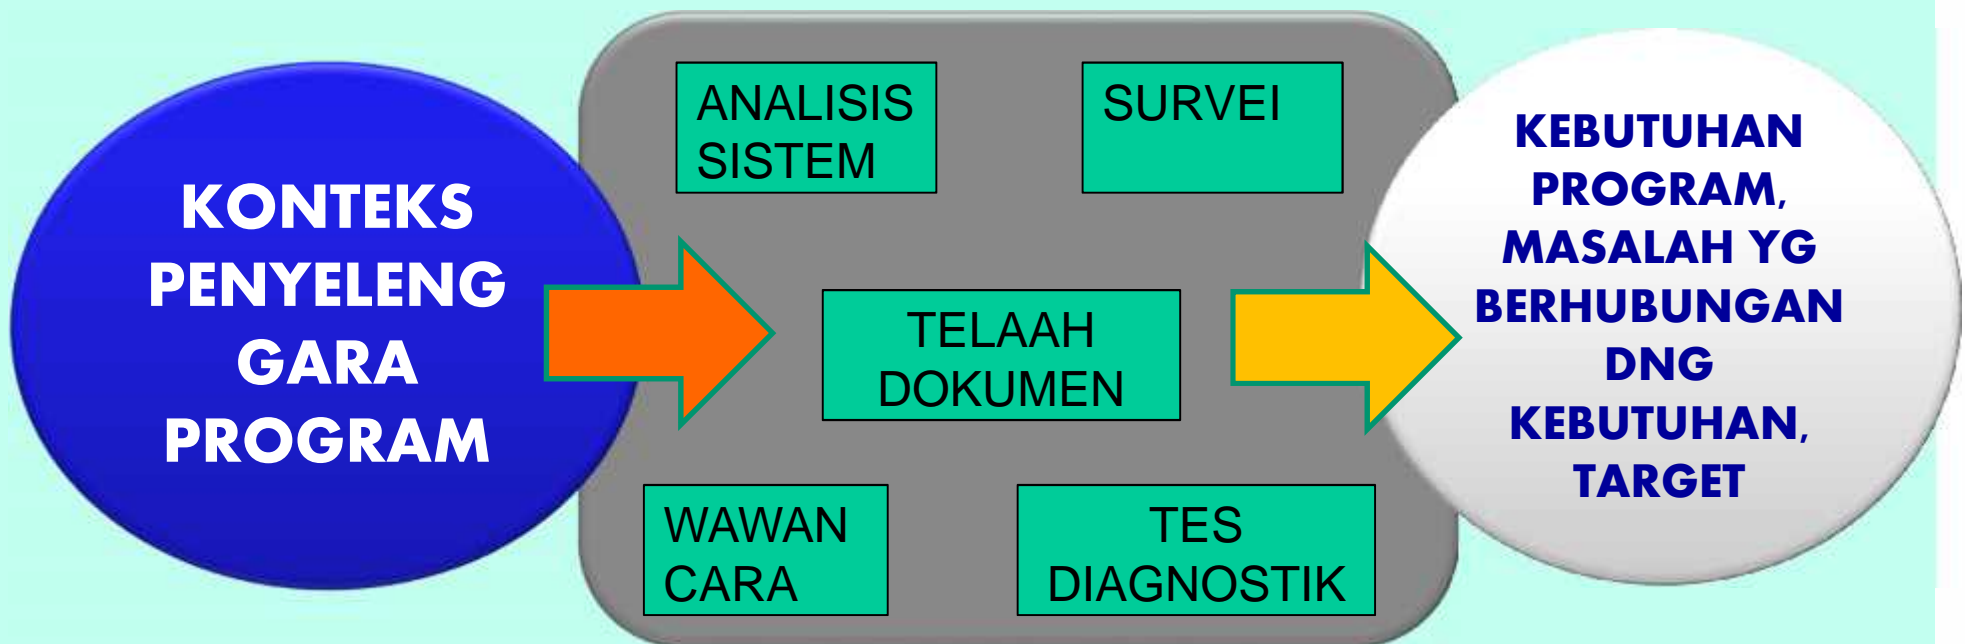 KONTEKS
PENYELENG
GARA
PROGRAM
ANALISIS
SISTEM
SURVEI
TELAAH
DOKUMEN
WAWAN
CARA
TES
DIAGNOSTIK
KEBUTUHAN
PROGRAM,
MASALAH YG
BERHUBUNGAN
DNG
KEBUTUHAN,
TARGET